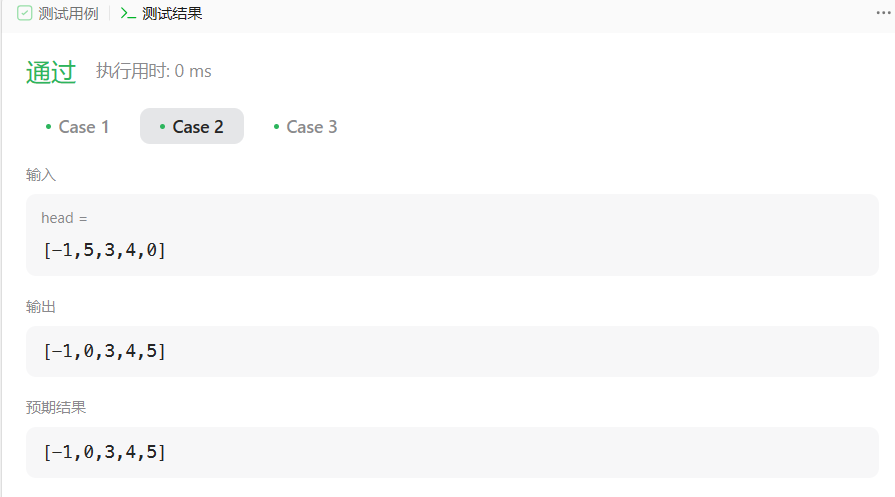 测试用例 >_ 测试结果
通过 执行用时: 0 ms
Case 1 Case 2 Case 3
输入
head =
[-1,5,3,4,0]
输出
[-1,0,3,4,5]
预期结果
[-1,0,3,4,5]